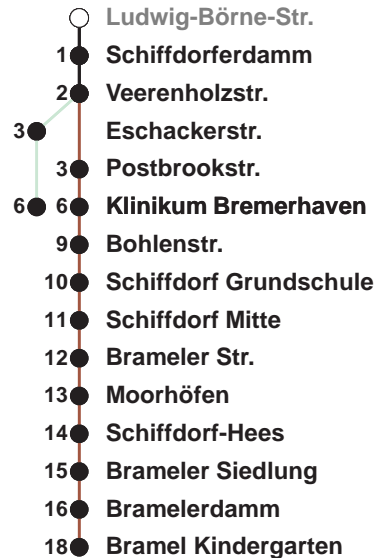 Ludwig-Börne-Str.
1 Schiffdorferdamm
2 Veerenholzstr.
3 Eschackerstr.
3 Postbrookstr.
6 6 Klinikum Bremerhaven
9 Bohlenstr.
10 Schiffdorf Grundschule
11 Schiffdorf Mitte
12 Brameler Str.
13 Moorhöfen
14 Schiffdorf-Hees
15 Brameler Siedlung
16 Bramelerdamm
18 Bramel Kindergarten